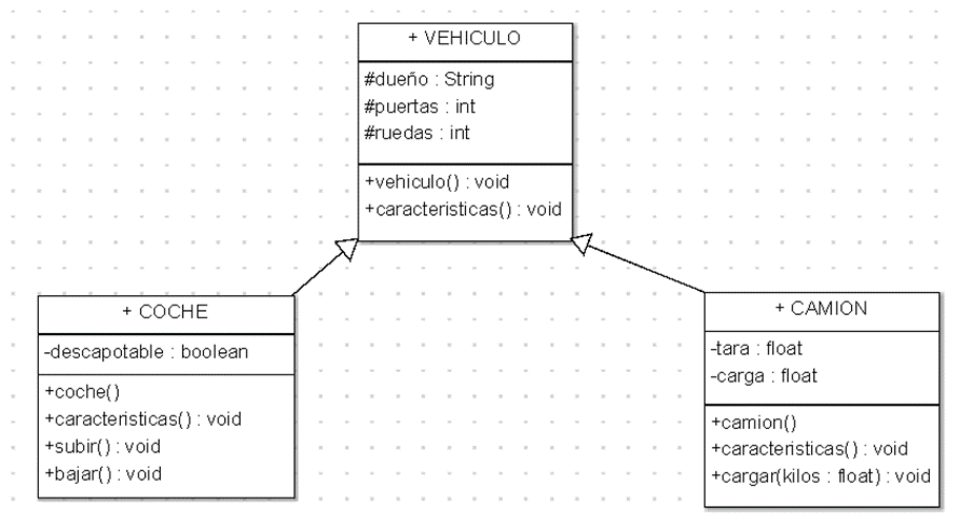 + VEHICULO
#dueño : String
#puertas : int
#ruedas : int
+vehiculo() : void
+caracteristicas() : void
+ COCHE
-descapotable : boolean
+coche()
+caracteristicas() : void
+subir() : void
+bajar() : void
+ CAMION
-tara : float
-carga : float
+camion()
+caracteristicas() : void
+cargar(kilos : float) : void